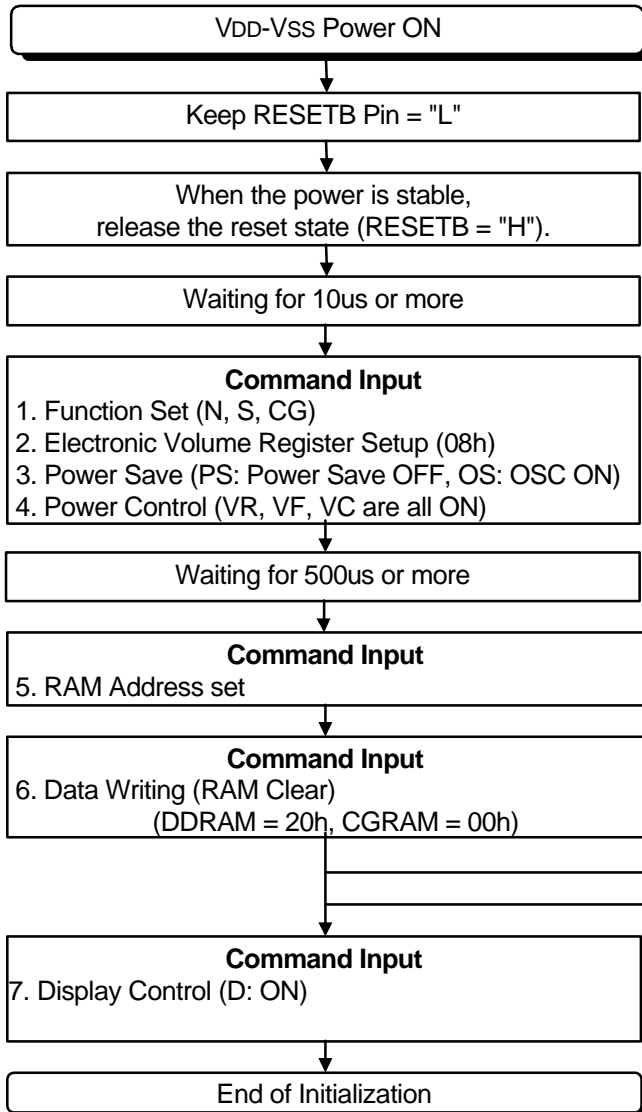 VDD-VSS Power ON
Keep RESETB Pin = "L"
When the power is stable,
release the reset state (RESETB = "H").
Waiting for 10us or more
Command Input
1. Function Set (N, S, CG)
2. Electronic Volume Register Setup (08h)
3. Power Save (PS: Power Save OFF, OS: OSC ON)
4. Power Control (VR, VF, VC are all ON)
Waiting for 500us or more
Command Input
5. RAM Address set
Command Input
6. Data Writing (RAM Clear)
(DDRAM = 20h, CGRAM = 00h)
Command Input
7. Display Control (D: ON)
End of Initialization